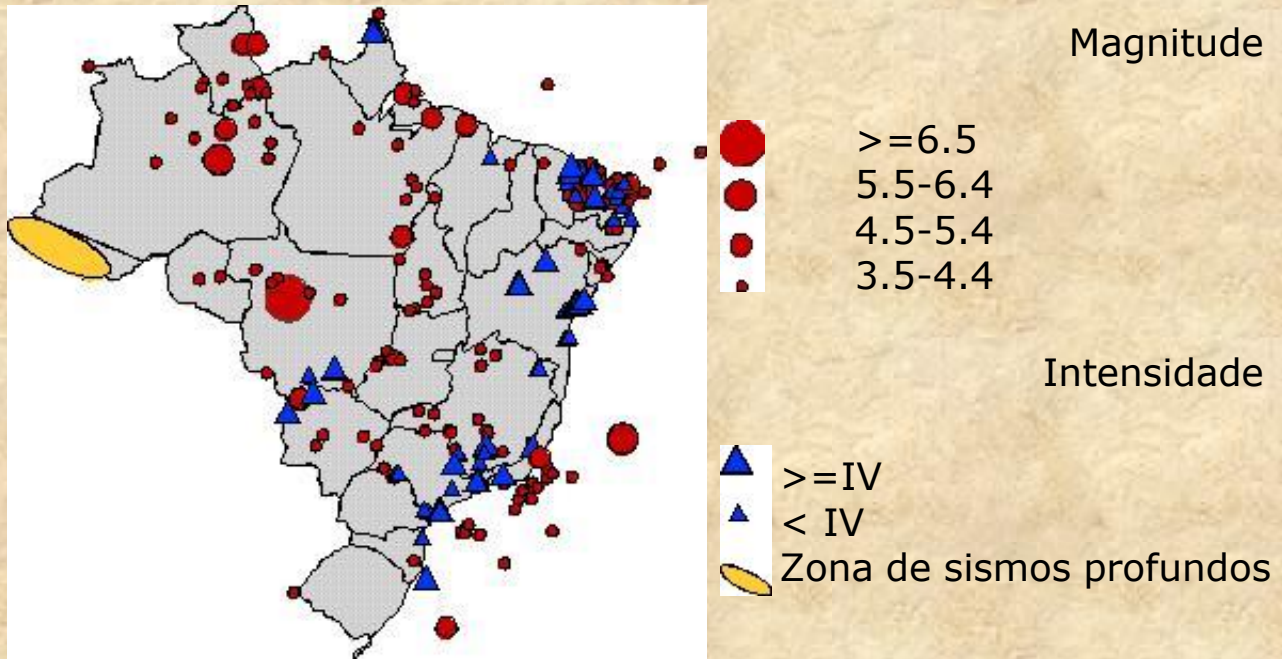 Magnitude
>=6.5
5.5-6.4
4.5-5.4
3.5-4.4
Intensidade
>=IV
< IV
Zona de sismos profundos